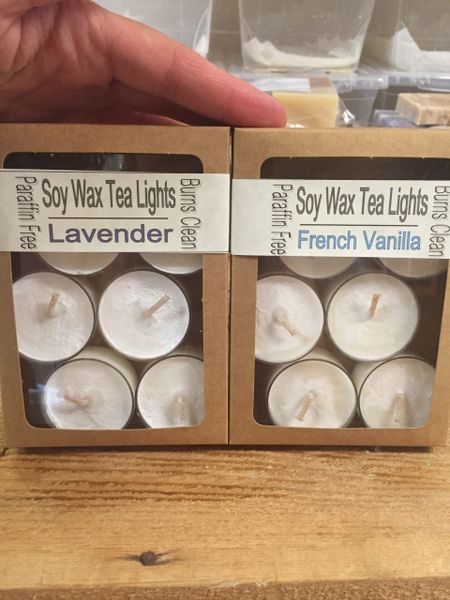 Paraffin Free
Soy Wax Tea Lights
Lavender
Burns Clean
Paraffin Free
Soy Wax Tea Lights
French Vanilla
Burns Clean